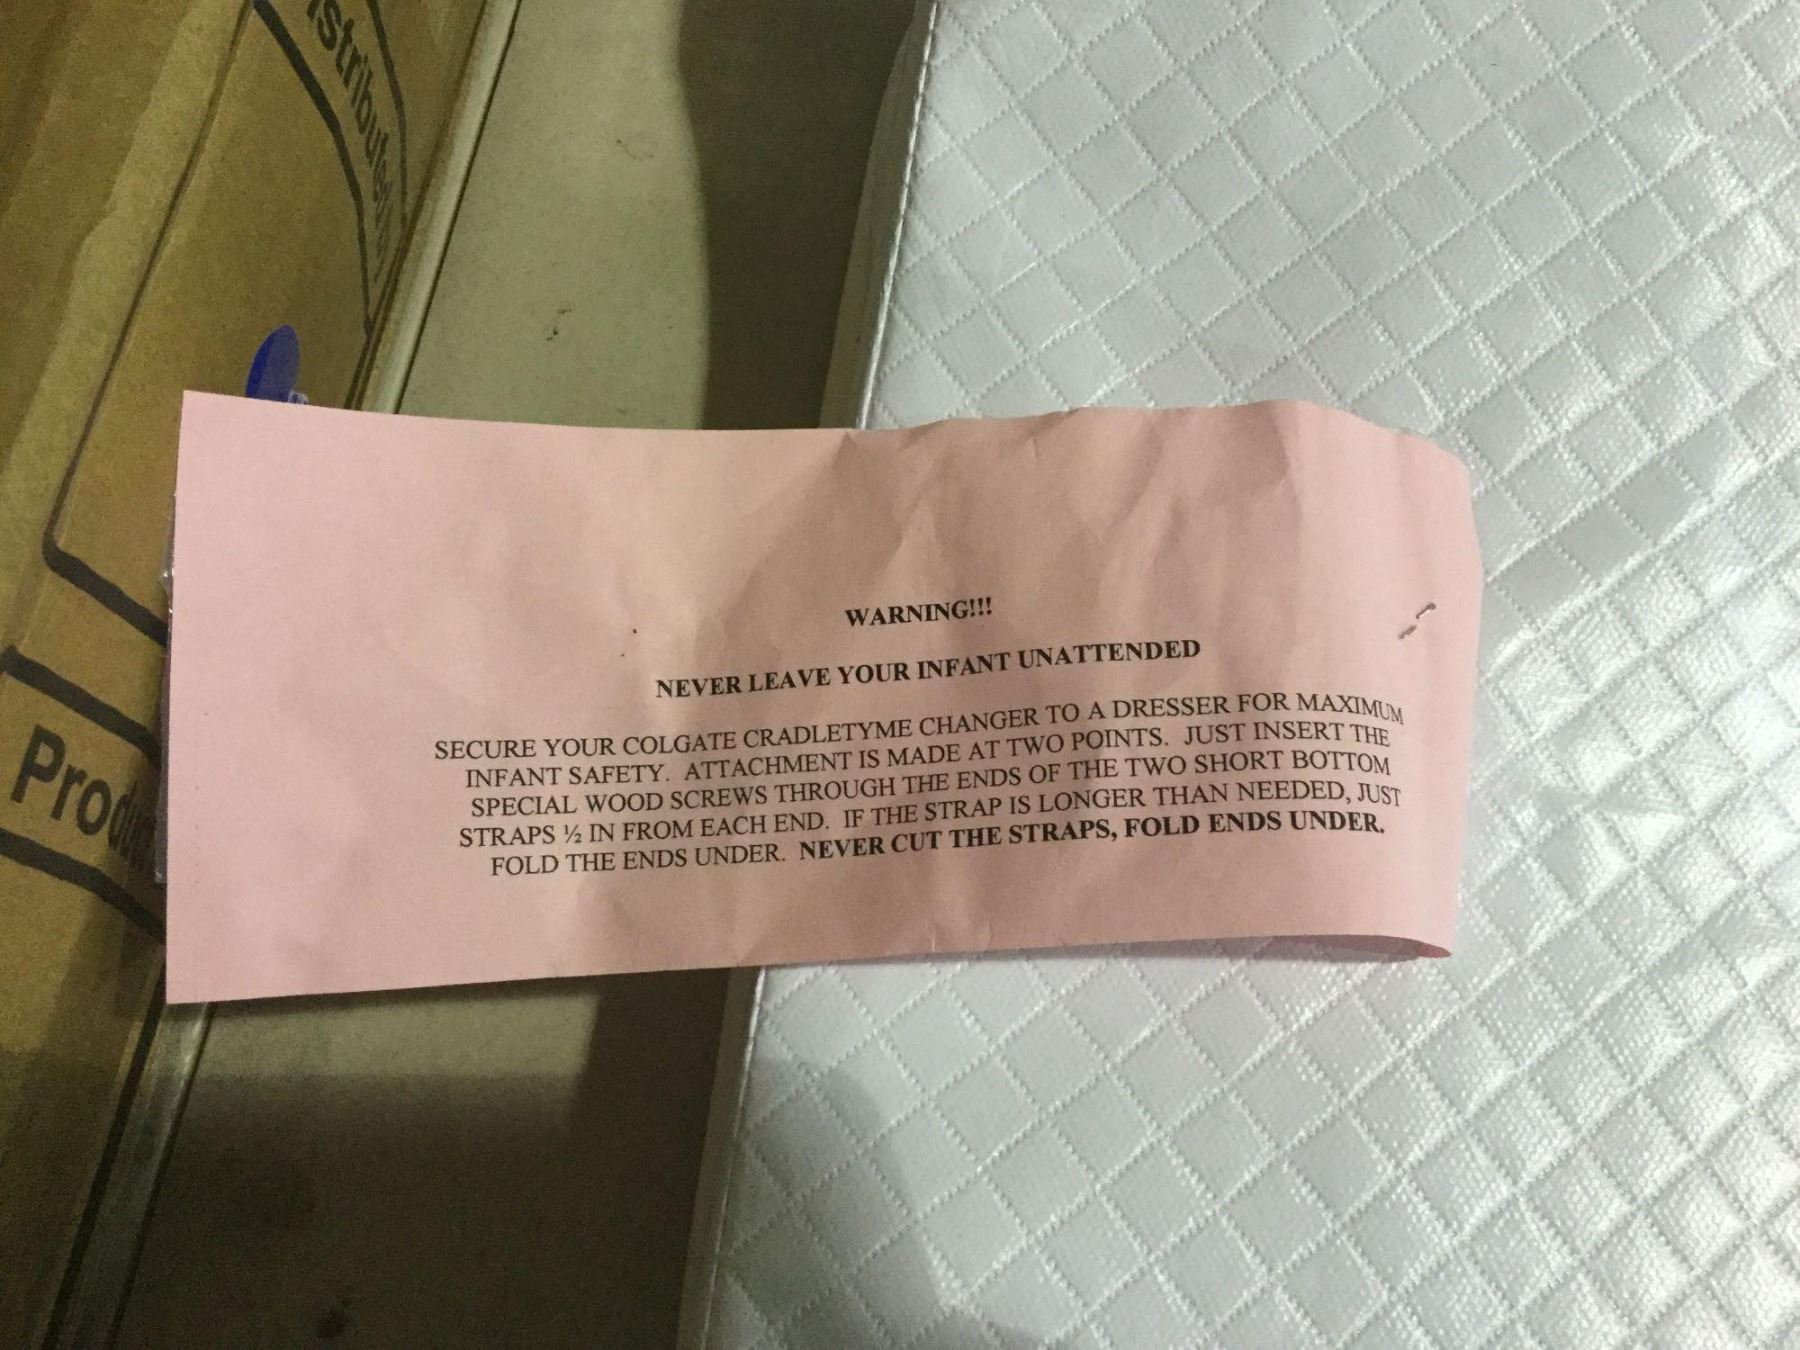 istributed by
Produ
WARNING!!!
NEVER LEAVE YOUR INFANT UNATTENDED
SECURE YOUR COLGATE CRADLETYME CHANGER TO A DRESSER FOR MAXIMUM
INFANT SAFETY. ATTACHMENT IS MADE AT TWO POINTS. JUST INSERT THE
SPECIAL WOOD SCREWS THROUGH THE ENDS OF THE TWO SHORT BOTTOM
STRAPS ½ IN FROM EACH END. IF THE STRAP IS LONGER THAN NEEDED, JUST
FOLD THE ENDS UNDER. NEVER CUT THE STRAPS, FOLD ENDS UNDER.